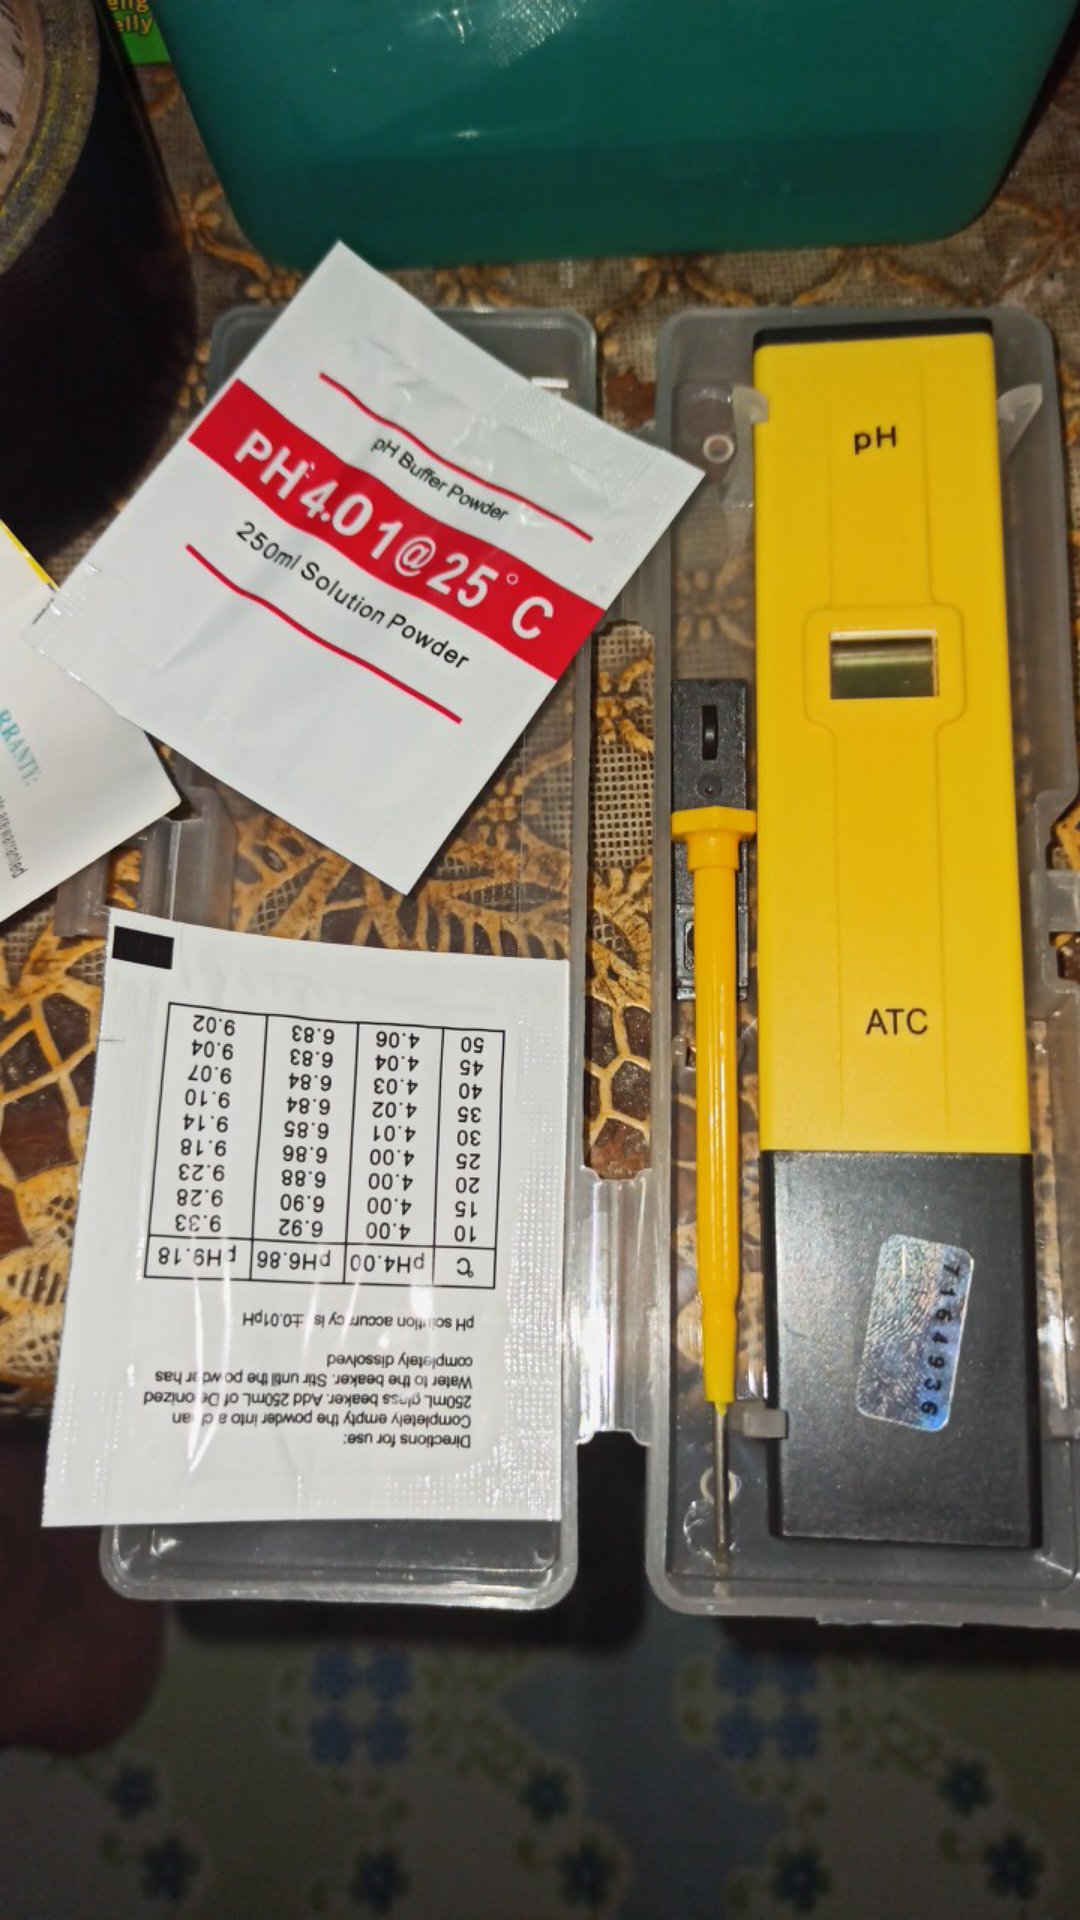 elly
pH Buffer Powder
PH4.01@25°C
250ml Solution Powder
RRANTY:
are warranted
pH
ATC
7164936
Directions for use:
Completely empty the powder into a clean
250mL glass beaker. Add 250mL of Deionized
Water to the beaker. Stir until the powder has
completely dissolved
pH solution accuracy is ±0.01pH
℃ pH4.00 pH6.86 pH9.18
10 4.00 6.92 9.33
15 4.00 6.90 9.28
20 4.00 6.88 9.23
25 4.00 6.86 9.18
30 4.01 6.85 9.14
35 4.02 6.84 9.10
40 4.03 6.84 9.07
45 4.04 6.83 9.04
50 4.06 6.83 9.02